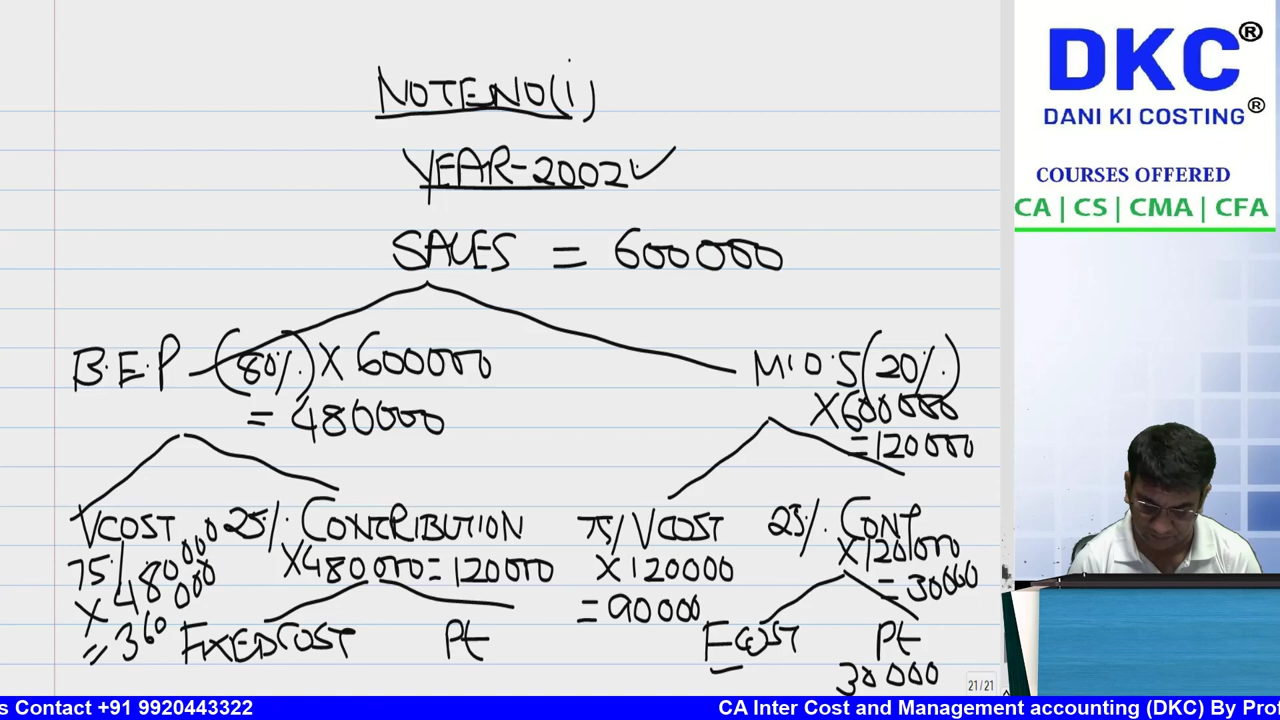 NOTE NO (i)
YEAR-2002 ✓
SALES = 600000
B.E.P (80%) X 600000
= 480000
M.O.S (20%)
X 600000
= 120000
VCOST
75%
X 480000
= 360000
25% CONTRIBUTION
X 480000 = 120000
FIXED COST
Pt
75% VCOST
X 120000
= 90000
25% CONT
X 120000
= 30000
F COST
Pt
30000
21/21
DKC®
DANI KI COSTING®
COURSES OFFERED
CA | CS | CMA | CFA
s Contact +91 9920443322
CA Inter Cost and Management accounting (DKC) By Prof